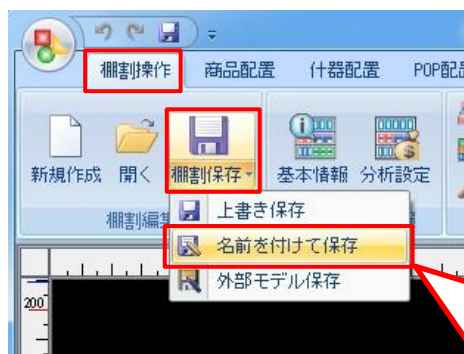 棚割操作 商品配置 什器配置 POP配
新規作成 開く 棚割保存 基本情報 分析設定
棚割編
上書き保存
名前を付けて保存
外部モデル保存
200